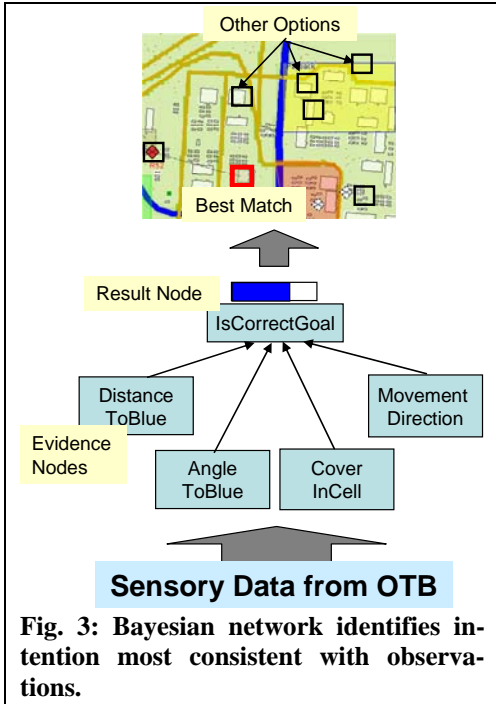 Other Options
Best Match
Result Node
IsCorrectGoal
Distance
ToBlue
Movement
Direction
Evidence
Nodes
Angle
ToBlue
Cover
InCell
Sensory Data from OTB
Fig. 3: Bayesian network identifies in-
tention most consistent with observa-
tions.